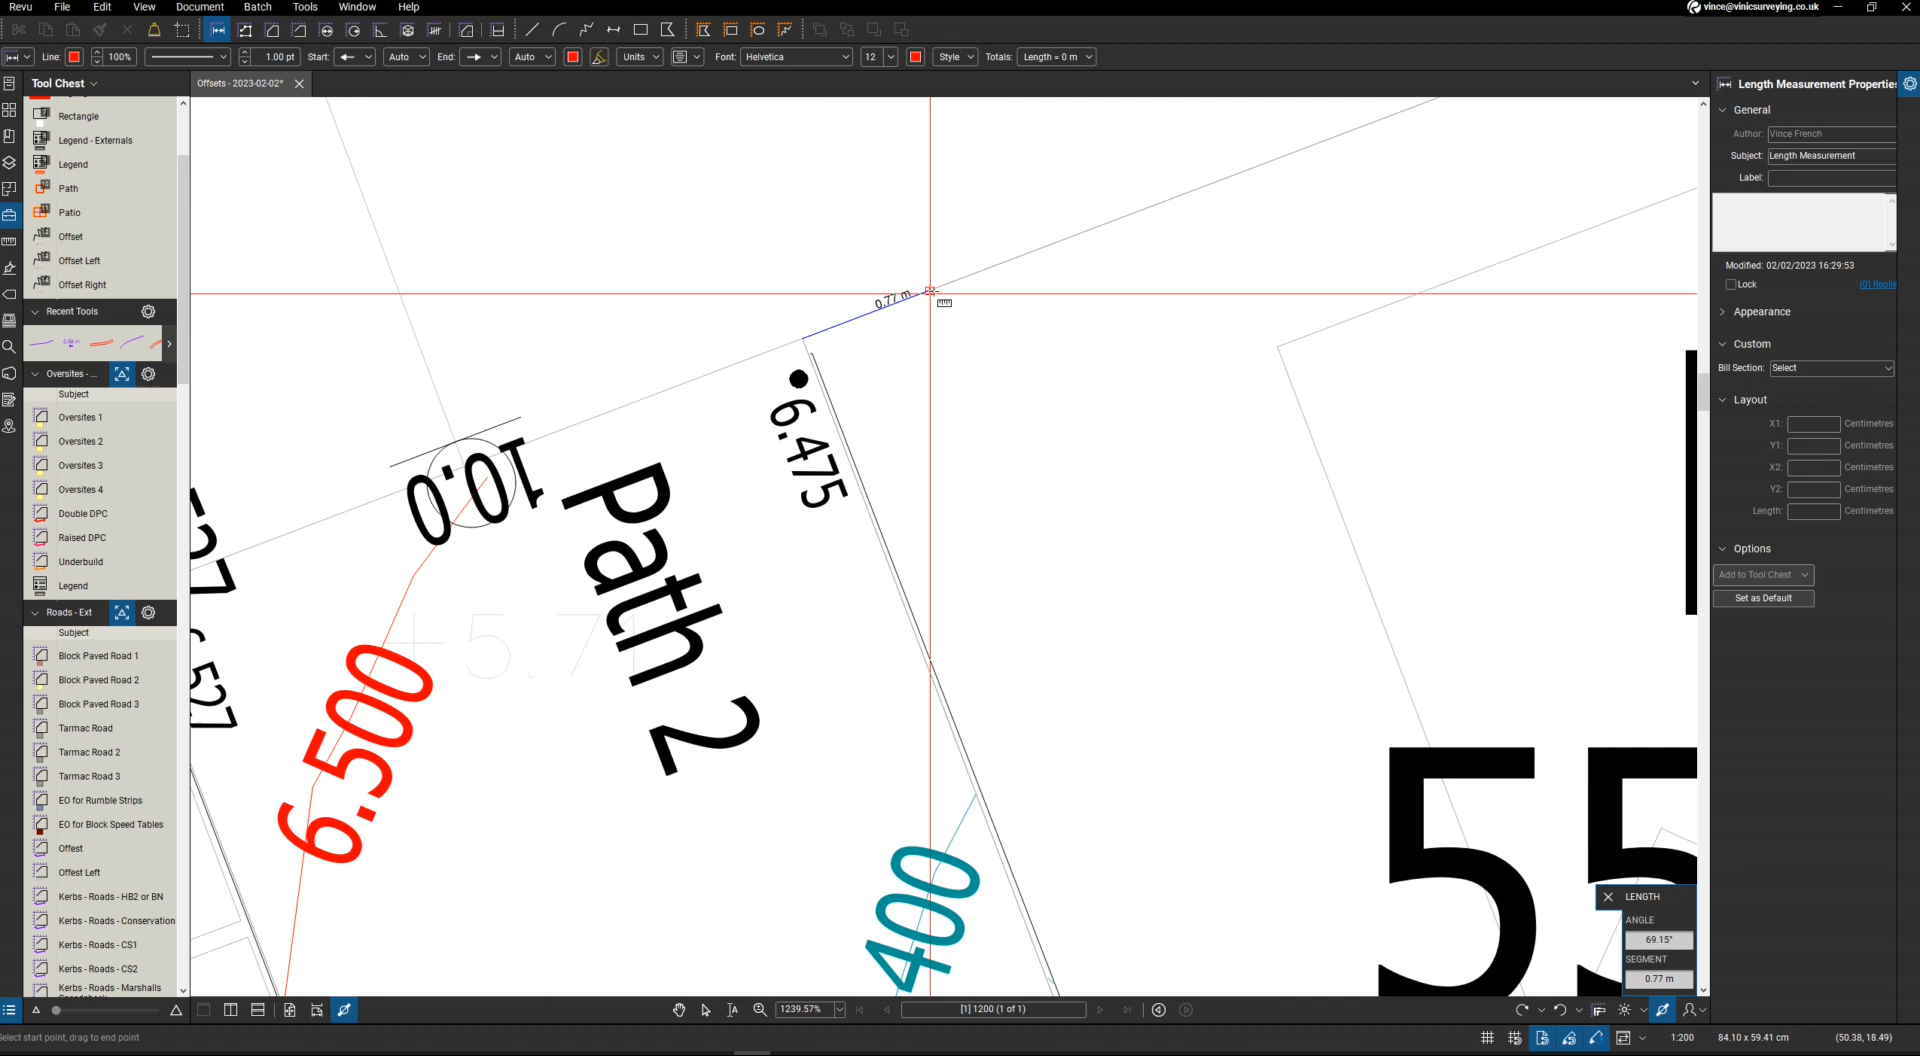 Revu File Edit View Document Batch Tools Window Help
vince@vinicsurveying.co.uk
Line: 100% 1.00 pt Start: Auto End: Auto Units Font: Helvetica 12 Style Totals: Length = 0 m
Tool Chest
Offsets - 2023-02-02*
Length Measurement Properties
Rectangle
Legend - Externals
Legend
Path
Patio
Offset
Offset Left
Offset Right
Recent Tools
0.58 m
Oversites - ...
Subject
Oversites 1
Oversites 2
Oversites 3
Oversites 4
Double DPC
Raised DPC
Underbuild
Legend
Roads - Ext
Subject
Block Paved Road 1
Block Paved Road 2
Block Paved Road 3
Tarmac Road
Tarmac Road 2
Tarmac Road 3
EO for Rumble Strips
EO for Block Speed Tables
Offest
Offest Left
Kerbs - Roads - HB2 or BN
Kerbs - Roads - Conservation
Kerbs - Roads - CS1
Kerbs - Roads - CS2
Kerbs - Roads - Marshalls
0.77 m
6.475
10.0
Path 2
+5.71
6.500
400
55
General
Author: Vince French
Subject: Length Measurement
Label:
Modified: 02/02/2023 16:29:53
Lock (0) Replie
Appearance
Custom
Bill Section: Select
Layout
X1: Centimetres
Y1: Centimetres
X2: Centimetres
Y2: Centimetres
Length: Centimetres
Options
Add to Tool Chest
Set as Default
LENGTH
ANGLE
69.15°
SEGMENT
0.77 m
1239.57% [1] 1200 (1 of 1)
Select start point, drag to end point
1:200 84.10 x 59.41 cm (50.38, 18.49)